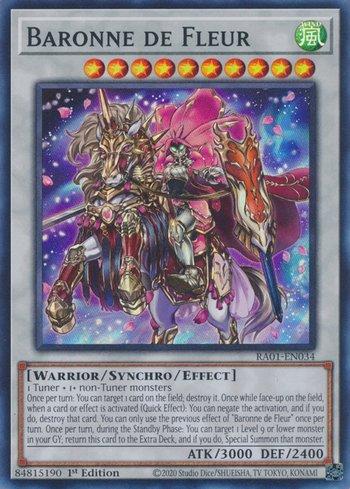 BARONNE DE FLEUR
WIND
風
RA01-EN034
[WARRIOR/SYNCHRO/EFFECT]
1 Tuner + 1+ non-Tuner monsters
Once per turn: You can target 1 card on the field; destroy it. Once while face-up on the field,
when a card or effect is activated (Quick Effect): You can negate the activation, and if you
do, destroy that card. You can only use the previous effect of "Baronne de Fleur" once per
turn. Once per turn, during the Standby Phase: You can target 1 Level 9 or lower monster
in your GY; return this card to the Extra Deck, and if you do, Special Summon that monster.
ATK/3000 DEF/2400
84815190 1st Edition ©2020 Studio Dice/SHUEISHA, TV TOKYO, KONAMI